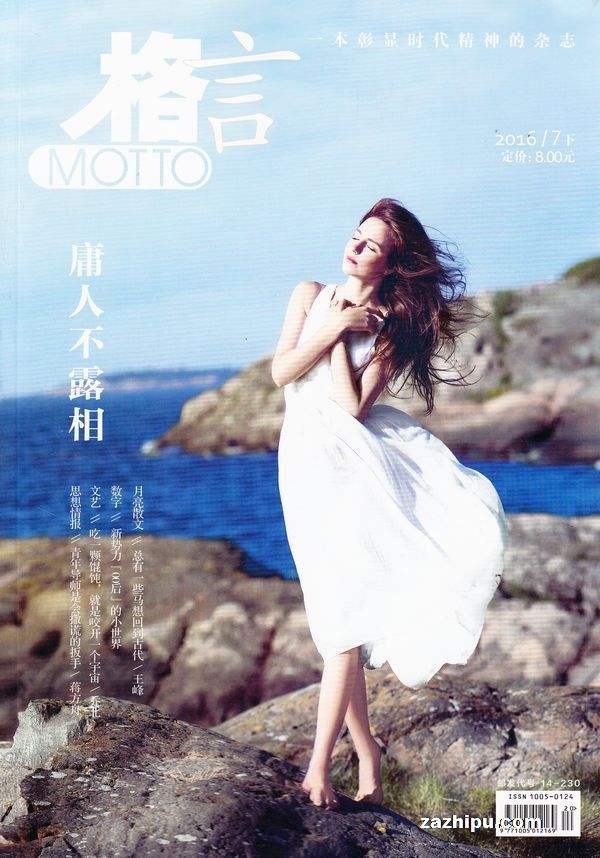 一本彰显时代精神的杂志
格言
MOTTO
2016/7下
定价：8.00元
庸人不露相
月亮散文 // 总有一些马想回到古代 / 王峰
数字 // 新势力“00后”的小世界
文艺 // 吃一颗馄饨，就是咬开一个宇宙
思想情报 // 青年导师是会撒谎的扳手 / 蒋方舟
邮发代号 14-230
ISSN 1005-0124
20>
9 771005 012169
zazhipu.com